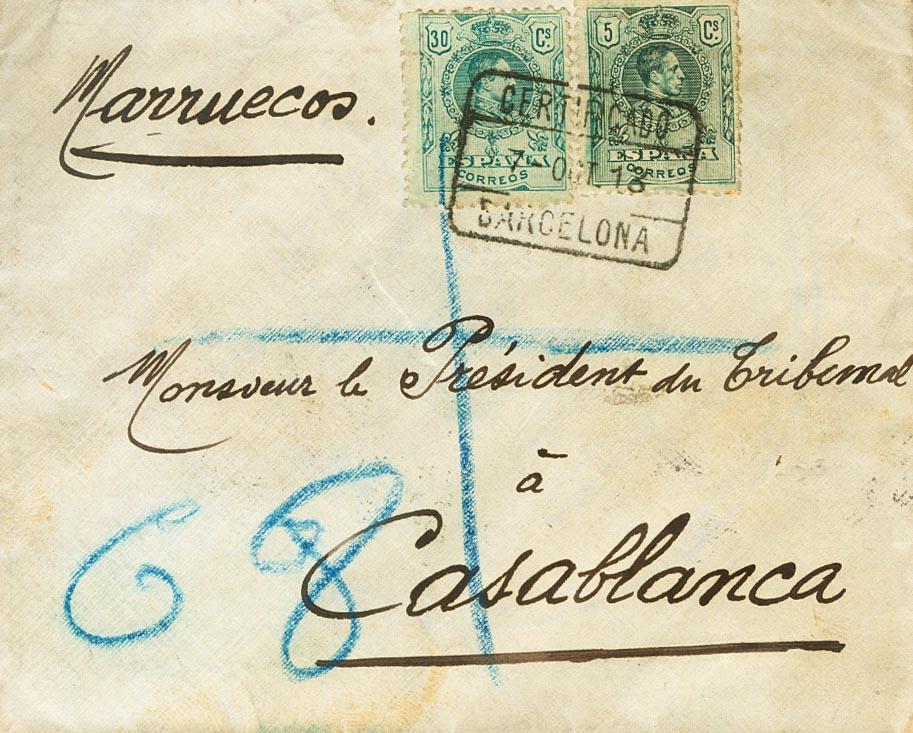 30 Cs
5 Cs
ESPAÑA
CORREOS
ESPAÑA
CORREOS
Marruecos.
CERTIFICADO
7 OCT. 18
BARCELONA
Monsieur le Président du Tribunal
à
Casablanca
68